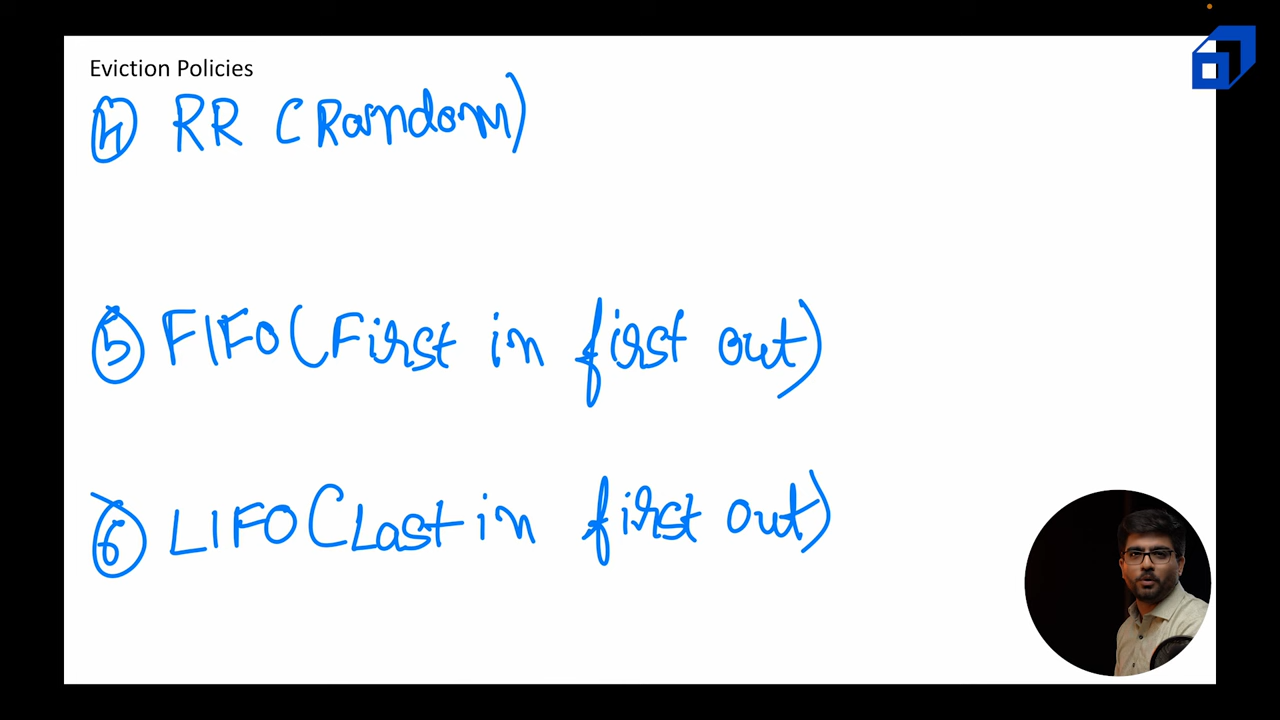 Eviction Policies
4 RR (Random)
5 FIFO (First in first out)
6 LIFO (Last in first out)